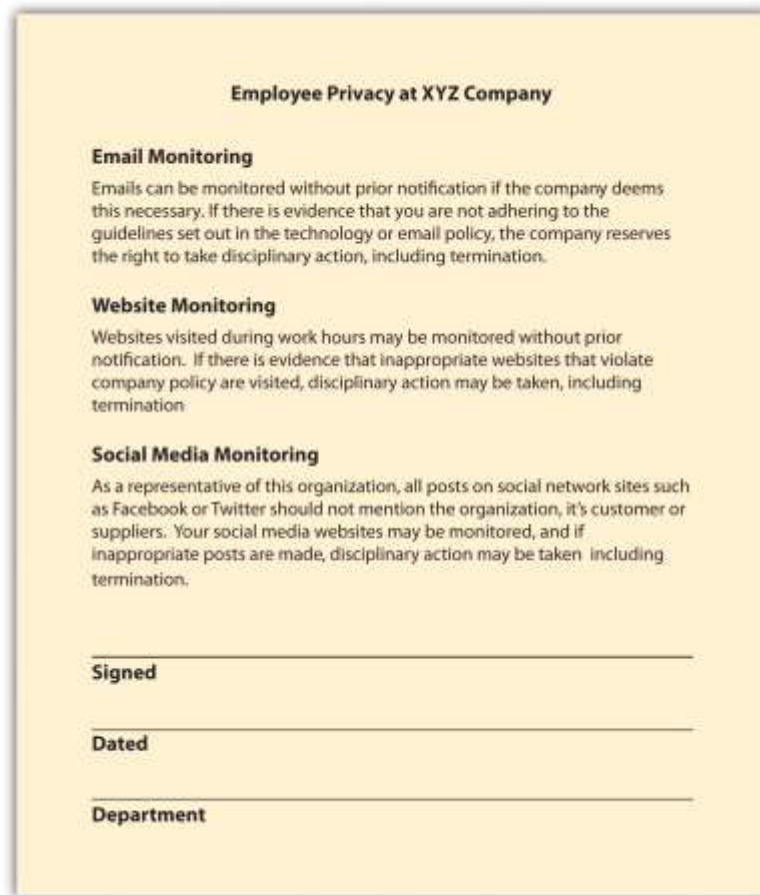 Employee Privacy at XYZ Company
Email Monitoring
Emails can be monitored without prior notification if the company deems
this necessary. If there is evidence that you are not adhering to the
guidelines set out in the technology or email policy, the company reserves
the right to take disciplinary action, including termination.
Website Monitoring
Websites visited during work hours may be monitored without prior
notification. If there is evidence that inappropriate websites that violate
company policy are visited, disciplinary action may be taken, including
termination
Social Media Monitoring
As a representative of this organization, all posts on social network sites such
as Facebook or Twitter should not mention the organization, it's customer or
suppliers. Your social media websites may be monitored, and if
inappropriate posts are made, disciplinary action may be taken including
termination.
Signed
Dated
Department